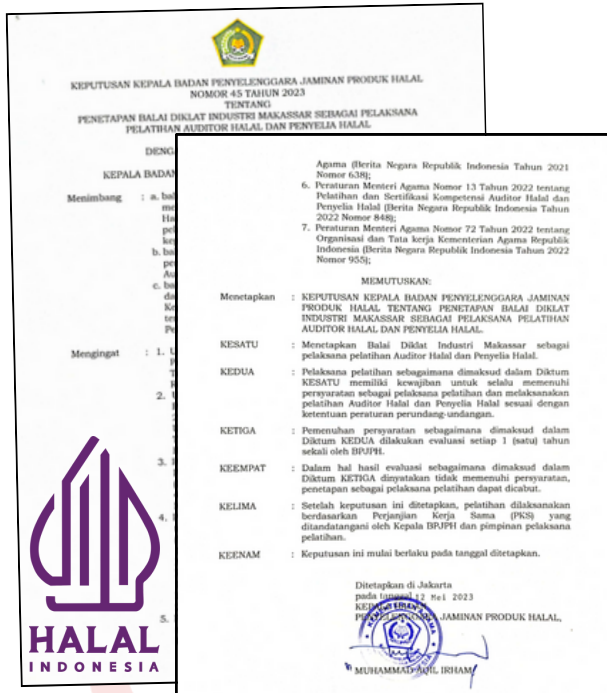 KEPUTUSAN KEPALA BADAN PENYELENGGARA JAMINAN PRODUK HALAL
NOMOR 45 TAHUN 2023
TENTANG
PENETAPAN BALAI DIKLAT INDUSTRI MAKASSAR SEBAGAI PELAKSANA
PELATIHAN AUDITOR HALAL DAN PENYELIA HALAL
DENG
KEPALA BADAN
Menimbang : a. bah
b. ba
c. ba
Mengingat : 1. U
2. U
3.
4.
5.
HALAL
INDONESIA
Agama (Berita Negara Republik Indonesia Tahun 2021
Nomor 638);
6. Peraturan Menteri Agama Nomor 13 Tahun 2022 tentang
Pelatihan dan Sertifikasi Kompetensi Auditor Halal dan
Penyelia Halal (Berita Negara Republik Indonesia Tahun
2022 Nomor 848);
7. Peraturan Menteri Agama Nomor 72 Tahun 2022 tentang
Organisasi dan Tata kerja Kementerian Agama Republik
Indonesia (Berita Negara Republik Indonesia Tahun 2022
Nomor 955);
MEMUTUSKAN:
Menetapkan : KEPUTUSAN KEPALA BADAN PENYELENGGARA JAMINAN
PRODUK HALAL TENTANG PENETAPAN BALAI DIKLAT
INDUSTRI MAKASSAR SEBAGAI PELAKSANA PELATIHAN
AUDITOR HALAL DAN PENYELIA HALAL.
KESATU : Menetapkan Balai Diklat Industri Makassar sebagai
pelaksana pelatihan Auditor Halal dan Penyelia Halal.
KEDUA : Pelaksana pelatihan sebagaimana dimaksud dalam Diktum
KESATU memiliki kewajiban untuk selalu memenuhi
persyaratan sebagai pelaksana pelatihan dan melaksanakan
pelatihan Auditor Halal dan Penyelia Halal sesuai dengan
ketentuan peraturan perundang-undangan.
KETIGA : Pemenuhan persyaratan sebagaimana dimaksud dalam
Diktum KEDUA dilakukan evaluasi setiap 1 (satu) tahun
sekali oleh BPJPH.
KEEMPAT : Dalam hal hasil evaluasi sebagaimana dimaksud dalam
Diktum KETIGA dinyatakan tidak memenuhi persyaratan,
penetapan sebagai pelaksana pelatihan dapat dicabut.
KELIMA : Setelah keputusan ini ditetapkan, pelatihan dilaksanakan
berdasarkan Perjanjian Kerja Sama (PKS) yang
ditandatangani oleh Kepala BPJPH dan pimpinan pelaksana
pelatihan.
KEENAM : Keputusan ini mulai berlaku pada tanggal ditetapkan.
Ditetapkan di Jakarta
pada tanggal 12 Mei 2023
JAMINAN PRODUK HALAL,
MUHAMMAD AQIL IRHAM